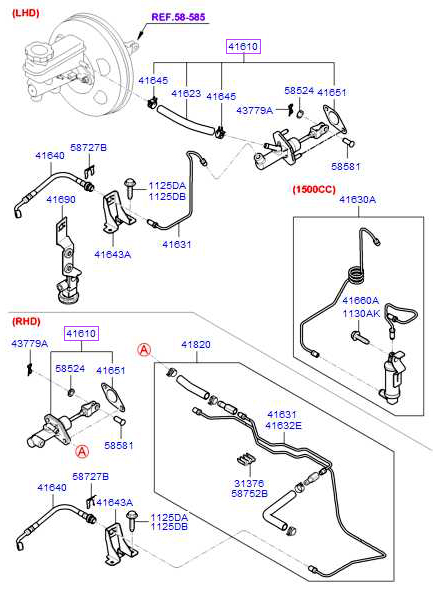 (LHD)
REF.58-585
41610
41645
41623
41645
58524
41651
43779A
58581
58727B
41640
41690
1125DA
1125DB
41643A
41631
(1500CC)
41630A
41660A
1130AK
(RHD)
41610
43779A
58524
41651
A
41820
58581
A
41631
41632E
31376
58752B
58727B
41640
41643A
1125DA
1125DB